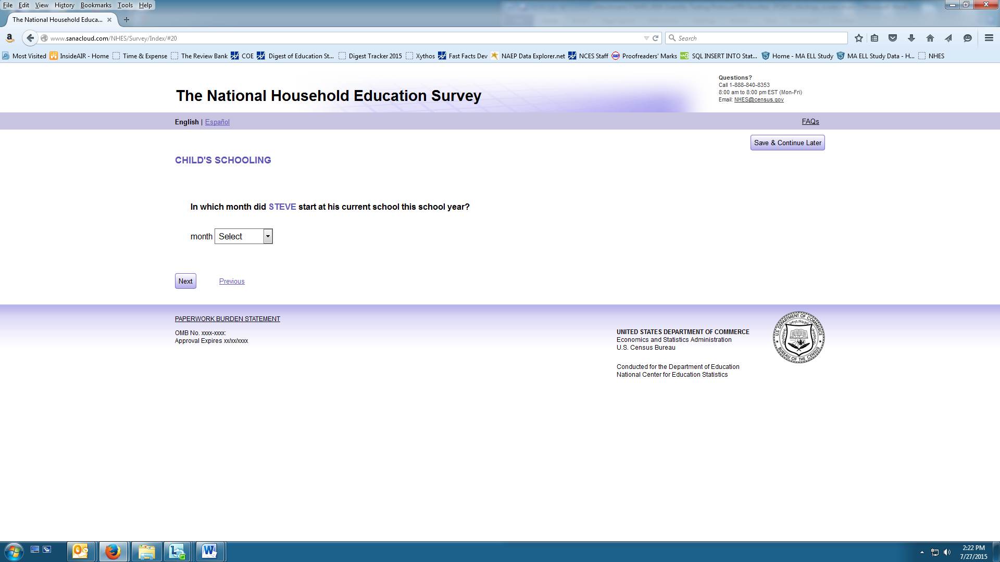 File Edit View History Bookmarks Tools Help
The National Household Educa...
www.sanacloud.com/NHES/Survey/Index/#20
Search
Most Visited InsideAIR - Home Time & Expense The Review Bank COE Digest of Education St... Digest Tracker 2015 Xythos Fast Facts Dev NAEP Data Explorer.net NCES Staff Proofreaders' Marks SQL INSERT INTO Stat... Home - MA ELL Study MA ELL Study Data - H... NHES
The National Household Education Survey
Questions?
Call 1-888-840-8353
8:00 am to 8:00 pm EST (Mon-Fri)
Email: NHES@census.gov
English | Español
FAQs
Save & Continue Later
CHILD'S SCHOOLING
In which month did STEVE start at his current school this school year?
month Select
Next Previous
PAPERWORK BURDEN STATEMENT
OMB No. xxxx-xxxx:
Approval Expires xx/xx/xxxx
UNITED STATES DEPARTMENT OF COMMERCE
Economics and Statistics Administration
U.S. Census Bureau
Conducted for the Department of Education
National Center for Education Statistics
U.S. DEPARTMENT OF COMMERCE
BUREAU OF THE CENSUS
2:22 PM
7/27/2015